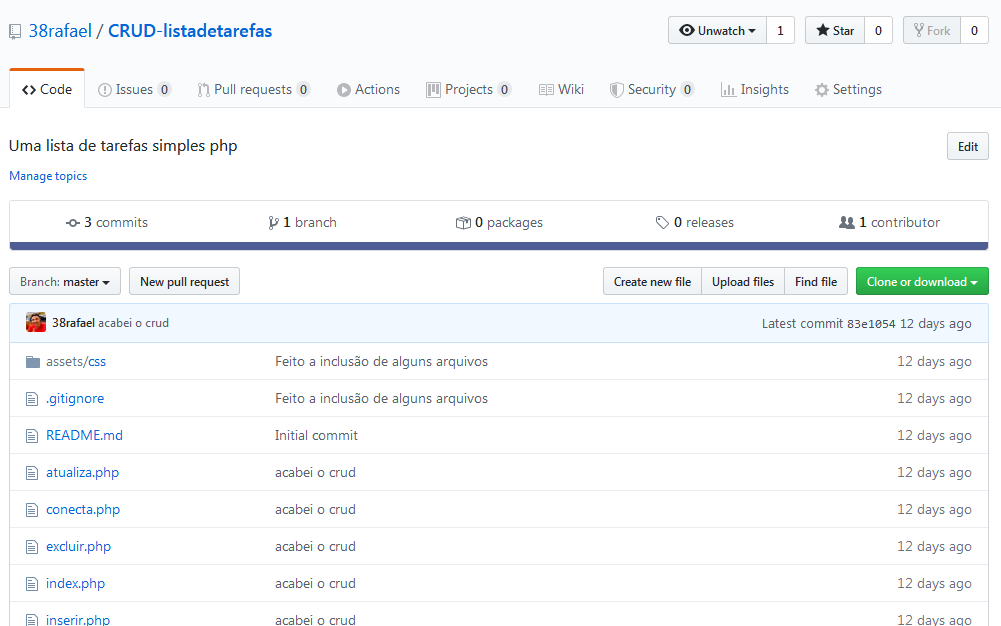 38rafael / CRUD-listadetarefas
Unwatch 1 Star 0 Fork 0
Code Issues 0 Pull requests 0 Actions Projects 0 Wiki Security 0 Insights Settings
Uma lista de tarefas simples php
Edit
Manage topics
3 commits 1 branch 0 packages 0 releases 1 contributor
Branch: master New pull request Create new file Upload files Find file Clone or download
38rafael acabei o crud Latest commit 83e1054 12 days ago
assets/css Feito a inclusão de alguns arquivos 12 days ago
.gitignore Feito a inclusão de alguns arquivos 12 days ago
README.md Initial commit 12 days ago
atualiza.php acabei o crud 12 days ago
conecta.php acabei o crud 12 days ago
excluir.php acabei o crud 12 days ago
index.php acabei o crud 12 days ago
inserir.php acabei o crud 12 days ago